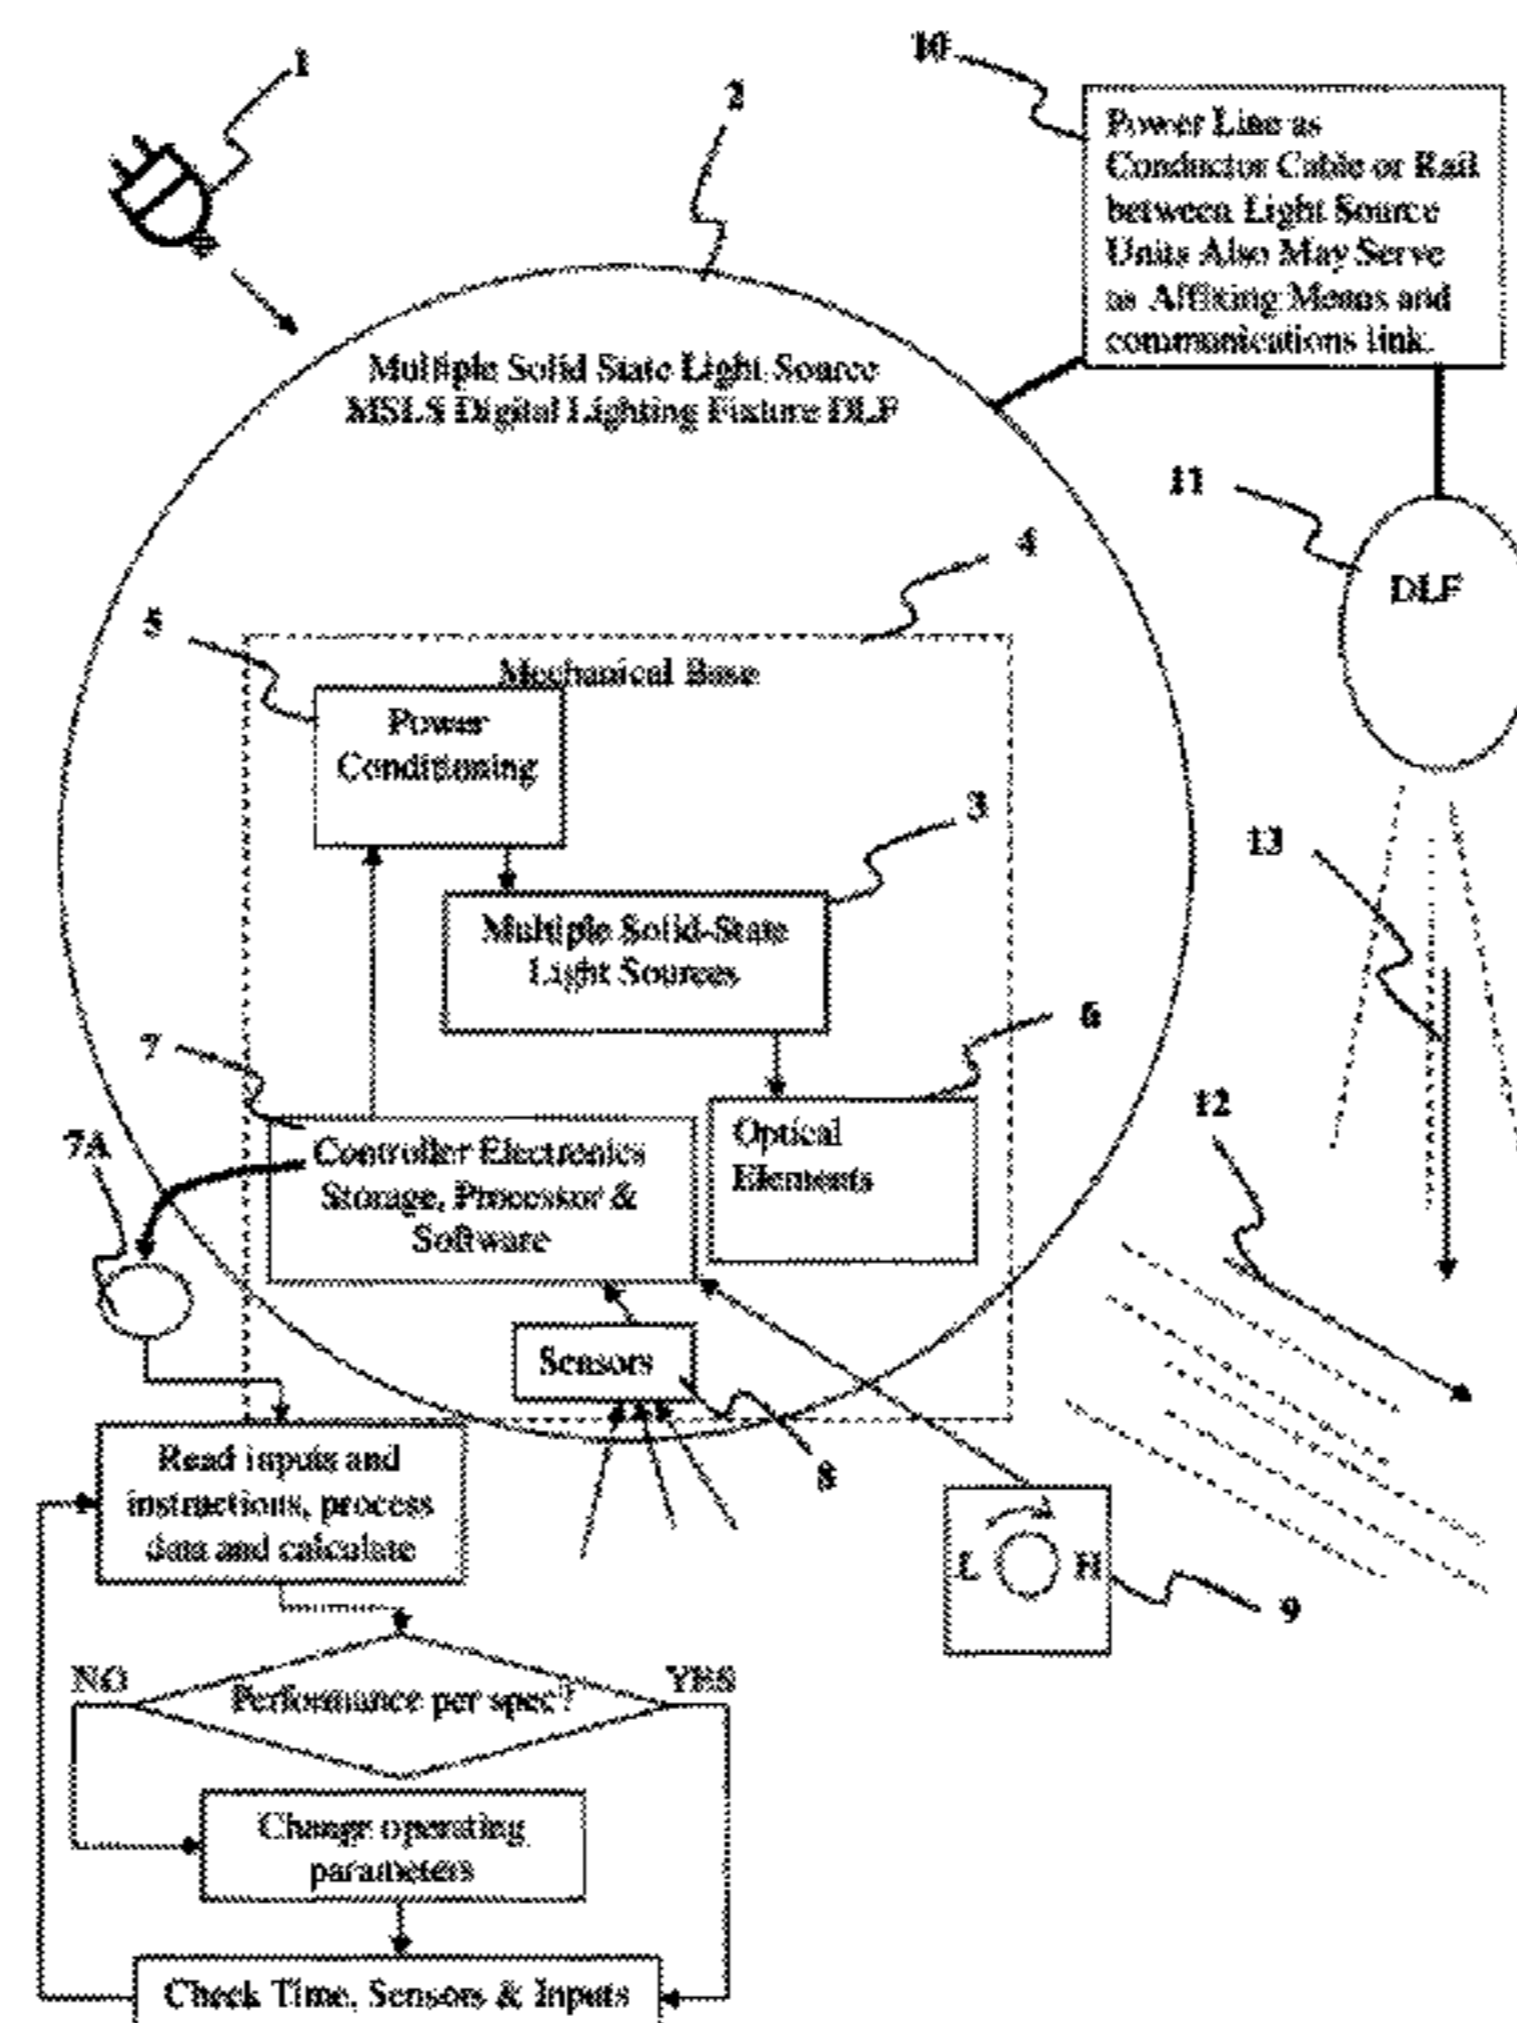 1
2
10
Power Line as
Conductor Cable or Rail
between Light Source
Units Also May Serve
as Affixing Means and
communications link.
Multiple Solid State Light Source
MSLS Digital Lighting Fixture DLF
11
DLF
4
5
Mechanical Base
Power
Conditioning
3
13
Multiple Solid-State
Light Sources
6
7
12
7A
Optical
Elements
Controller Electronics
Storage, Processor &
Software
Sensors
8
Read inputs and
instructions, process
data and calculate
L H
9
NO
YES
Performance per spec?
Change operating
parameters
Check Time, Sensors & Inputs